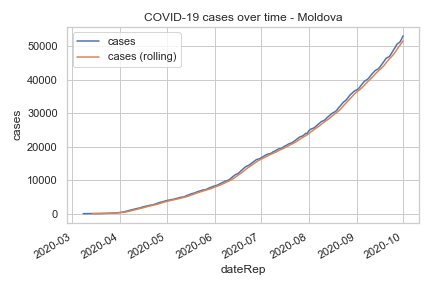 COVID-19 cases over time - Moldova
cases
cases (rolling)
50000
40000
30000
20000
10000
0
cases
2020-03
2020-04
2020-05
2020-06
2020-07
2020-08
2020-09
2020-10
dateRep